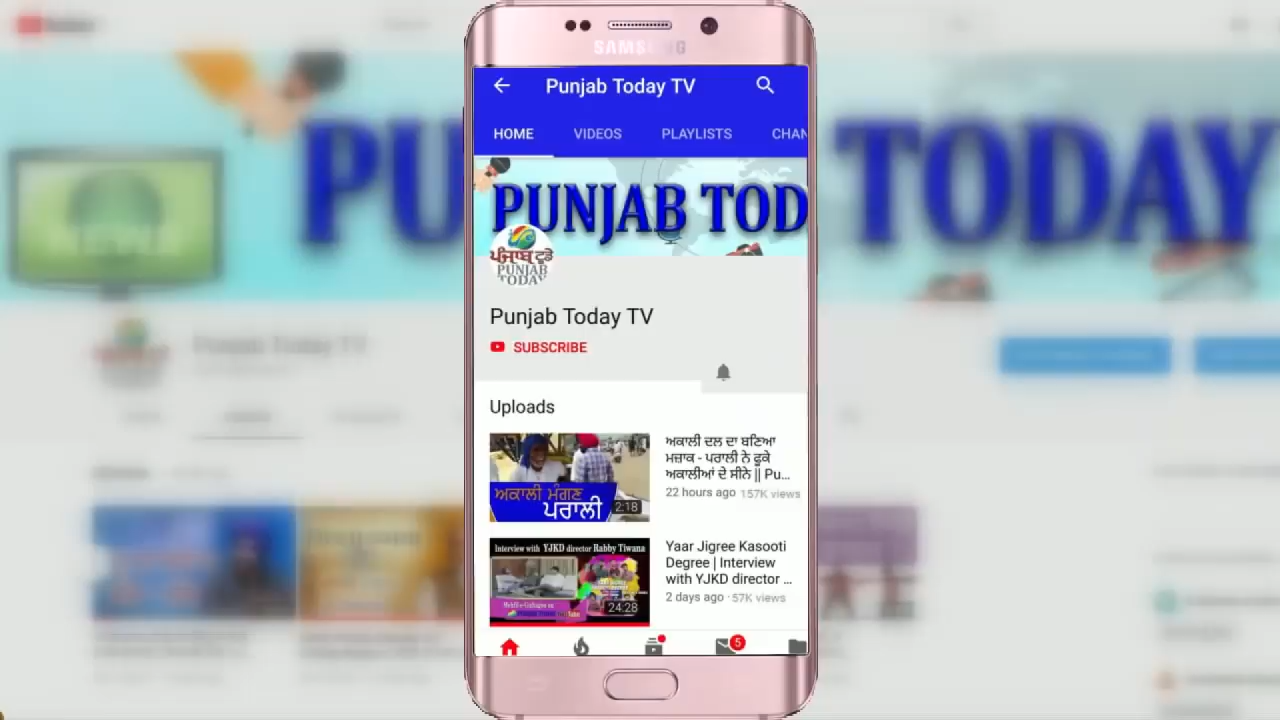 SAMSUNG
Punjab Today TV
HOME VIDEOS PLAYLISTS CHAN
PUNJAB TOD
TODAY
PU
ਪੰਜਾਬ ਟੂਡੇ
PUNJAB
TODAY
Punjab Today TV
SUBSCRIBE
Uploads
ਅਕਾਲੀ ਮੰਗਣ
ਪਰਾਲੀ
2:18
ਅਕਾਲੀ ਦਲ ਦਾ ਬਣਿਆ
ਮਜ਼ਾਕ - ਪਰਾਲੀ ਨੇ ਫੂਕੇ
ਅਕਾਲੀਆਂ ਦੇ ਸੀਨੇ || Pu...
22 hours ago 157K views
Interview with YJKD director Rabby Tiwana
24:28
Yaar Jigree Kasooti
Degree | Interview
with YJKD director ...
2 days ago · 57K views
5